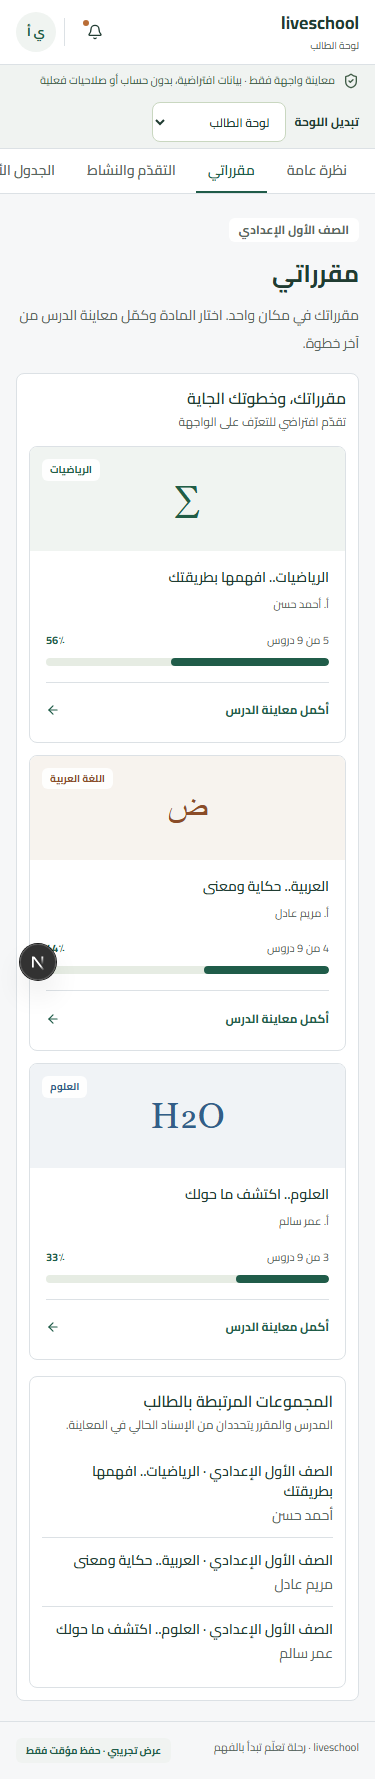 liveschool
لوحة الطالب
ي أ
معاينة واجهة فقط · بيانات افتراضية، بدون حساب أو صلاحيات فعلية
تبديل اللوحة
لوحة الطالب
نظرة عامة
مقرراتي
التقدّم والنشاط
الجدول
الصف الأول الإعدادي
مقرراتي
مقرراتك في مكان واحد. اختار المادة وكمّل معاينة الدرس من
آخر خطوة.
مقرراتك، وخطوتك الجاية
تقدّم افتراضي للتعرّف على الواجهة
الرياضيات
∑
الرياضيات.. افهمها بطريقتك
أ. أحمد حسن
5 من 9 دروس
56٪
أكمل معاينة الدرس
اللغة العربية
ض
العربية.. حكاية ومعنى
أ. مريم عادل
4 من 9 دروس
N
أكمل معاينة الدرس
العلوم
H2O
العلوم.. اكتشف ما حولك
أ. عمر سالم
3 من 9 دروس
33٪
أكمل معاينة الدرس
المجموعات المرتبطة بالطالب
المدرس والمقرر يتحددان من الإسناد الحالي في المعاينة.
الصف الأول الإعدادي · الرياضيات.. افهمها
بطريقتك
أحمد حسن
الصف الأول الإعدادي · العربية.. حكاية ومعنى
مريم عادل
الصف الأول الإعدادي · العلوم.. اكتشف ما حولك
عمر سالم
liveschool · رحلة تعلّم تبدأ بالفهم
عرض تجريبي · حفظ مؤقت فقط